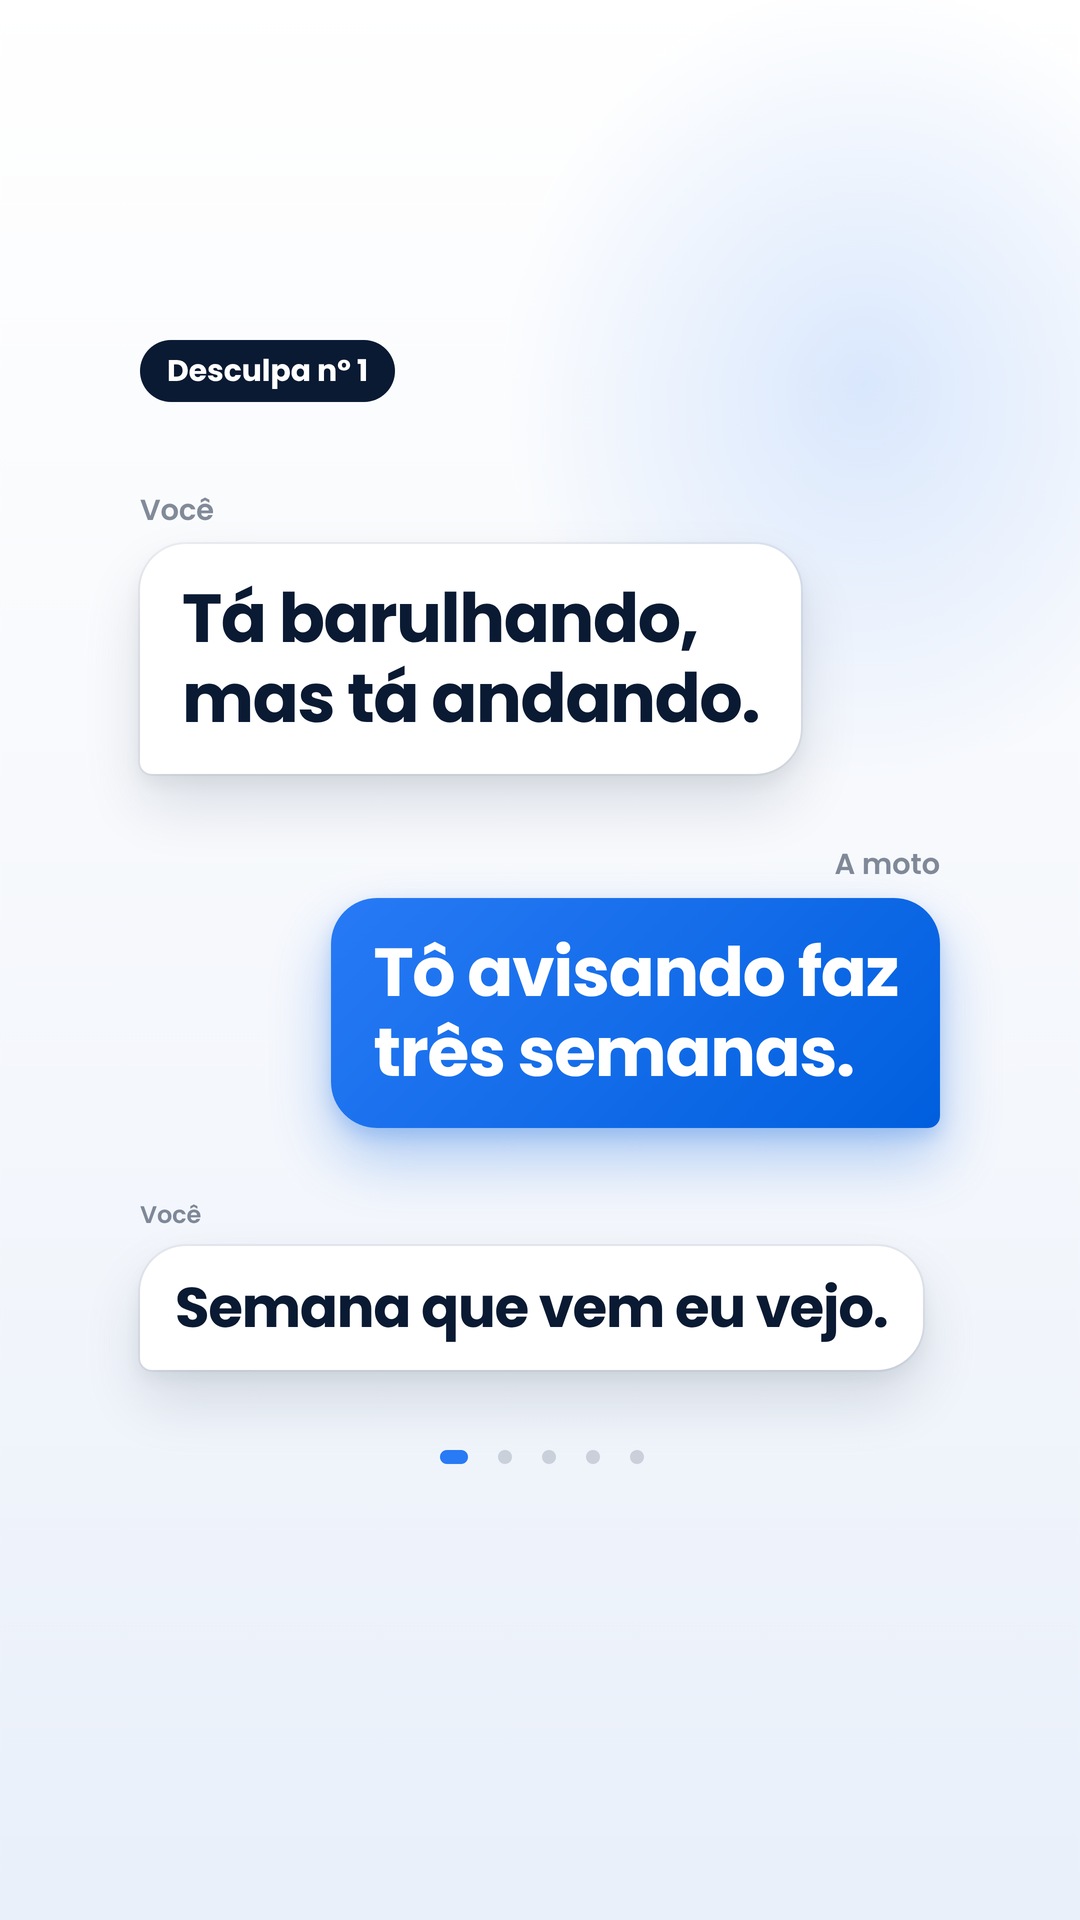 Desculpa nº 1
Você
Tá barulhando,
mas tá andando.
A moto
Tô avisando faz
três semanas.
Você
Semana que vem eu vejo.